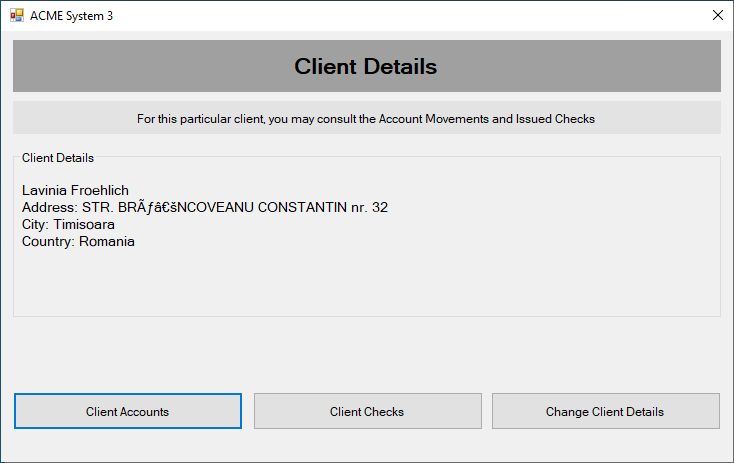 ACME System 3
Client Details
For this particular client, you may consult the Account Movements and Issued Checks
Client Details
Lavinia Froehlich
Address: STR. BRÃƒâ€šNCOVEANU CONSTANTIN nr. 32
City: Timisoara
Country: Romania
Client Accounts
Client Checks
Change Client Details